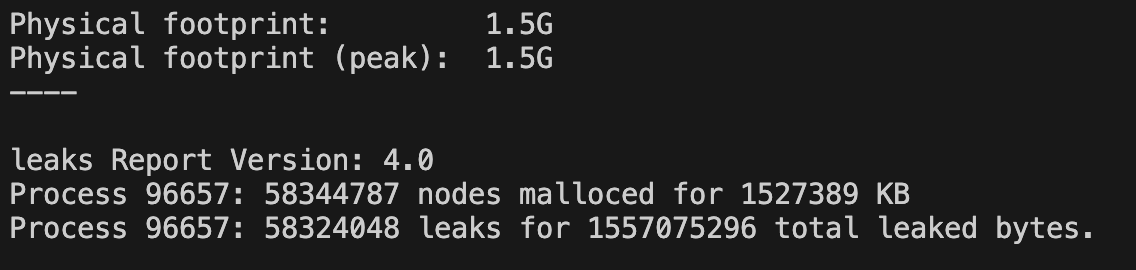 Physical footprint:         1.5G
Physical footprint (peak):  1.5G
----
leaks Report Version: 4.0
Process 96657: 58344787 nodes malloced for 1527389 KB
Process 96657: 58324048 leaks for 1557075296 total leaked bytes.